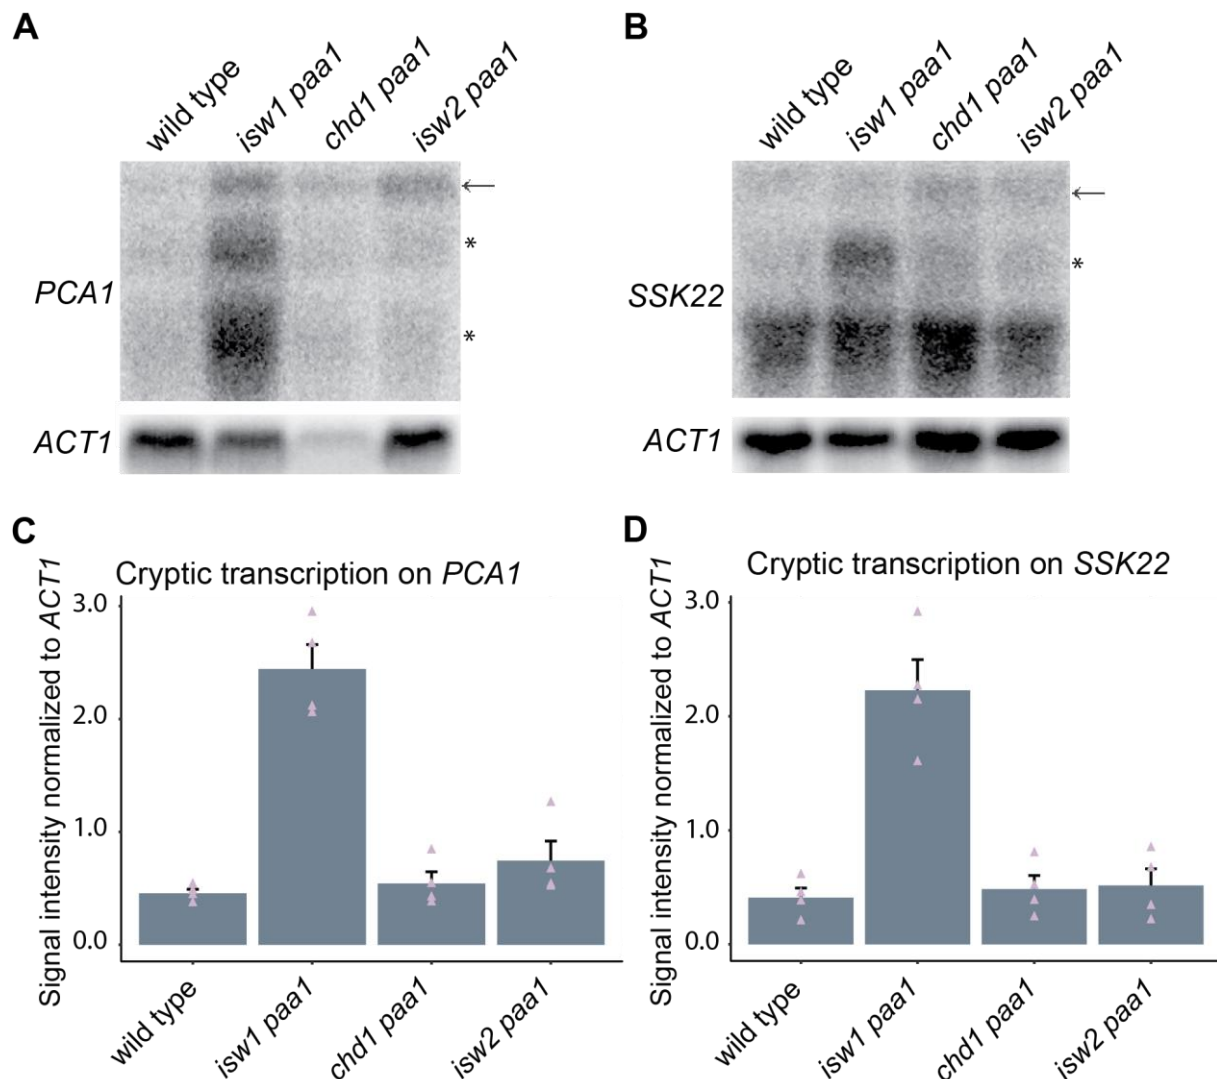 A
wild type
isw1 paa1
chd1 paa1
isw2 paa1
*
PCA1
*
ACT1
B
wild type
isw1 paa1
chd1 paa1
isw2 paa1
*
SSK22
ACT1
C
Cryptic transcription on PCA1
Signal intensity normalized to ACT1
3.0
2.0
1.0
0.0
wild type
isw1 paa1
chd1 paa1
isw2 paa1
D
Cryptic transcription on SSK22
Signal intensity normalized to ACT1
3.0
2.0
1.0
0.0
wild type
isw1 paa1
chd1 paa1
isw2 paa1